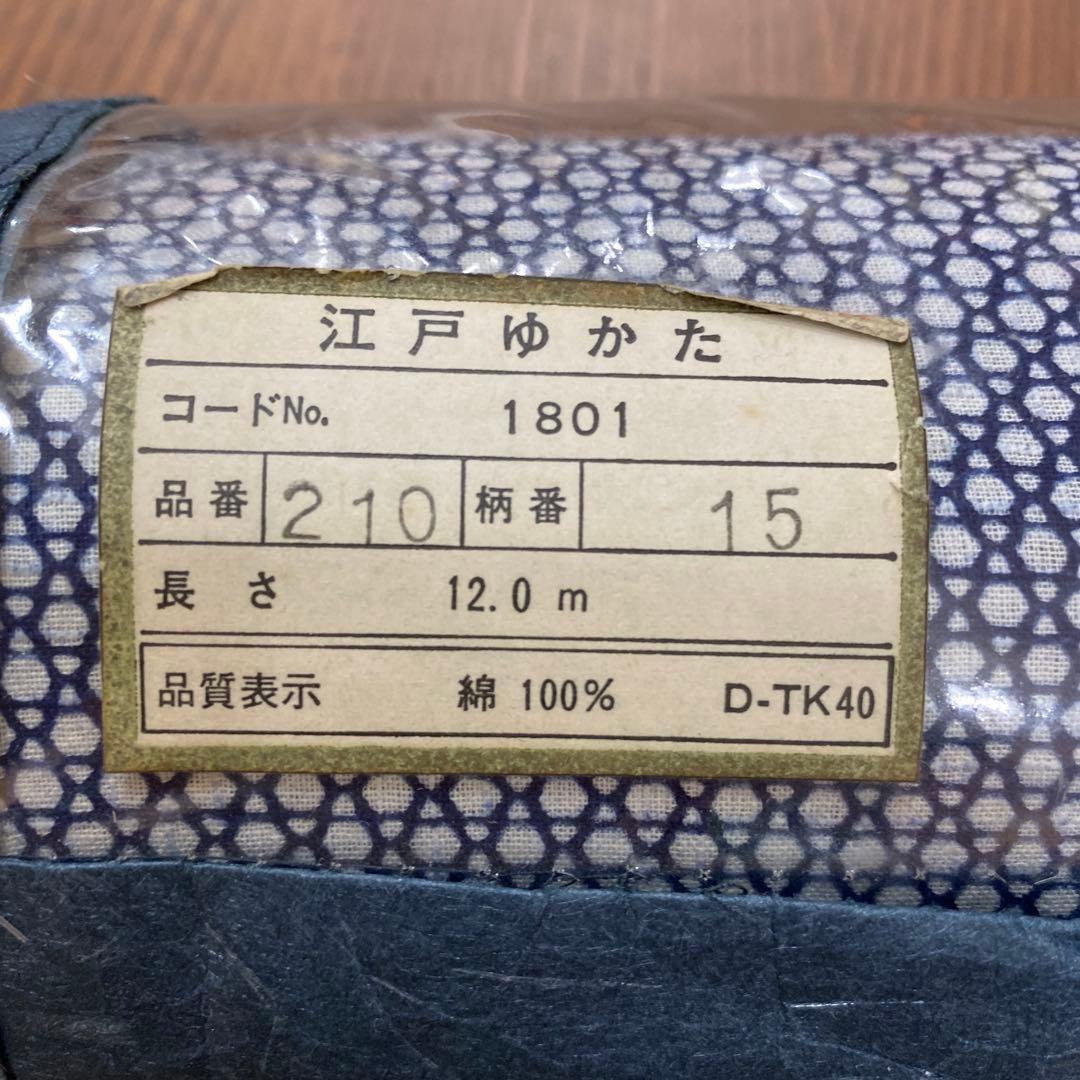 江戸ゆかた
コードNo. 1801
品番 210 柄番 15
長さ 12.0 m
品質表示 綿 100% D-TK40